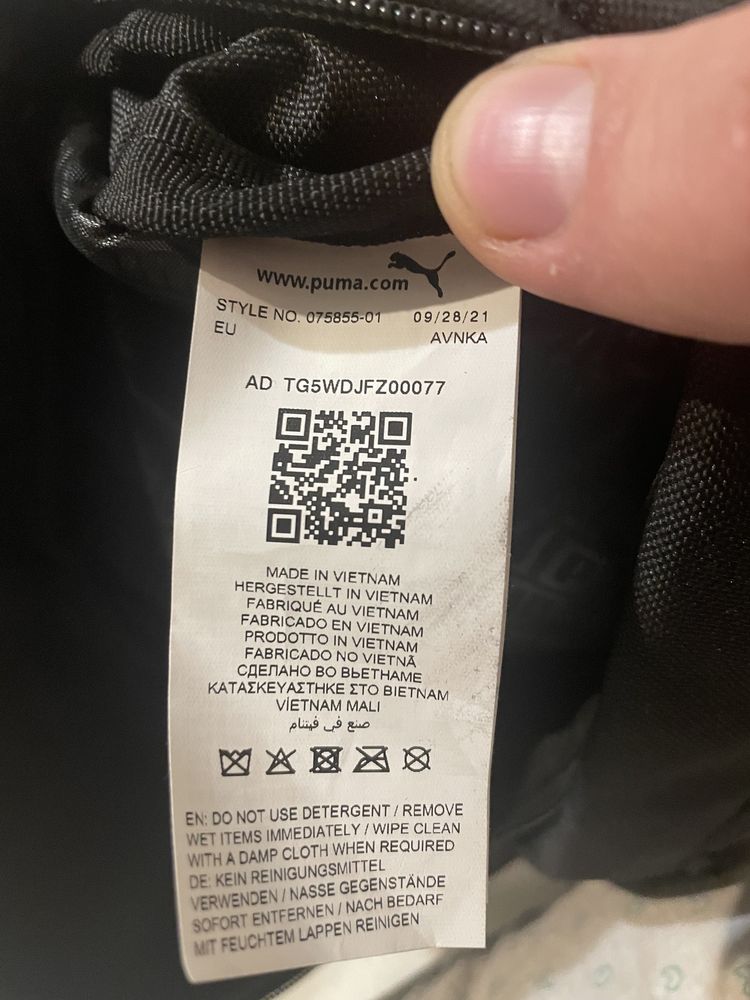 www.puma.com
STYLE NO. 075855-01 09/28/21
EU AVNKA
AD TG5WDJFZ00077
MADE IN VIETNAM
HERGESTELLT IN VIETNAM
FABRIQUÉ AU VIETNAM
FABRICADO EN VIETNAM
PRODOTTO IN VIETNAM
FABRICADO NO VIETNÃ
СДЕЛАНО ВО ВЬЕТНАМЕ
ΚΑΤΑΣΚΕΥΑΣΤΗΚΕ ΣΤΟ ΒΙΕΤΝΑΜ
VİETNAM MALI
صنع في فيتنام
EN: DO NOT USE DETERGENT / REMOVE
WET ITEMS IMMEDIATELY / WIPE CLEAN
WITH A DAMP CLOTH WHEN REQUIRED
DE: KEIN REINIGUNGSMITTEL
VERWENDEN / NASSE GEGENSTÄNDE
SOFORT ENTFERNEN / NACH BEDARF
MIT FEUCHTEM LAPPEN REINIGEN